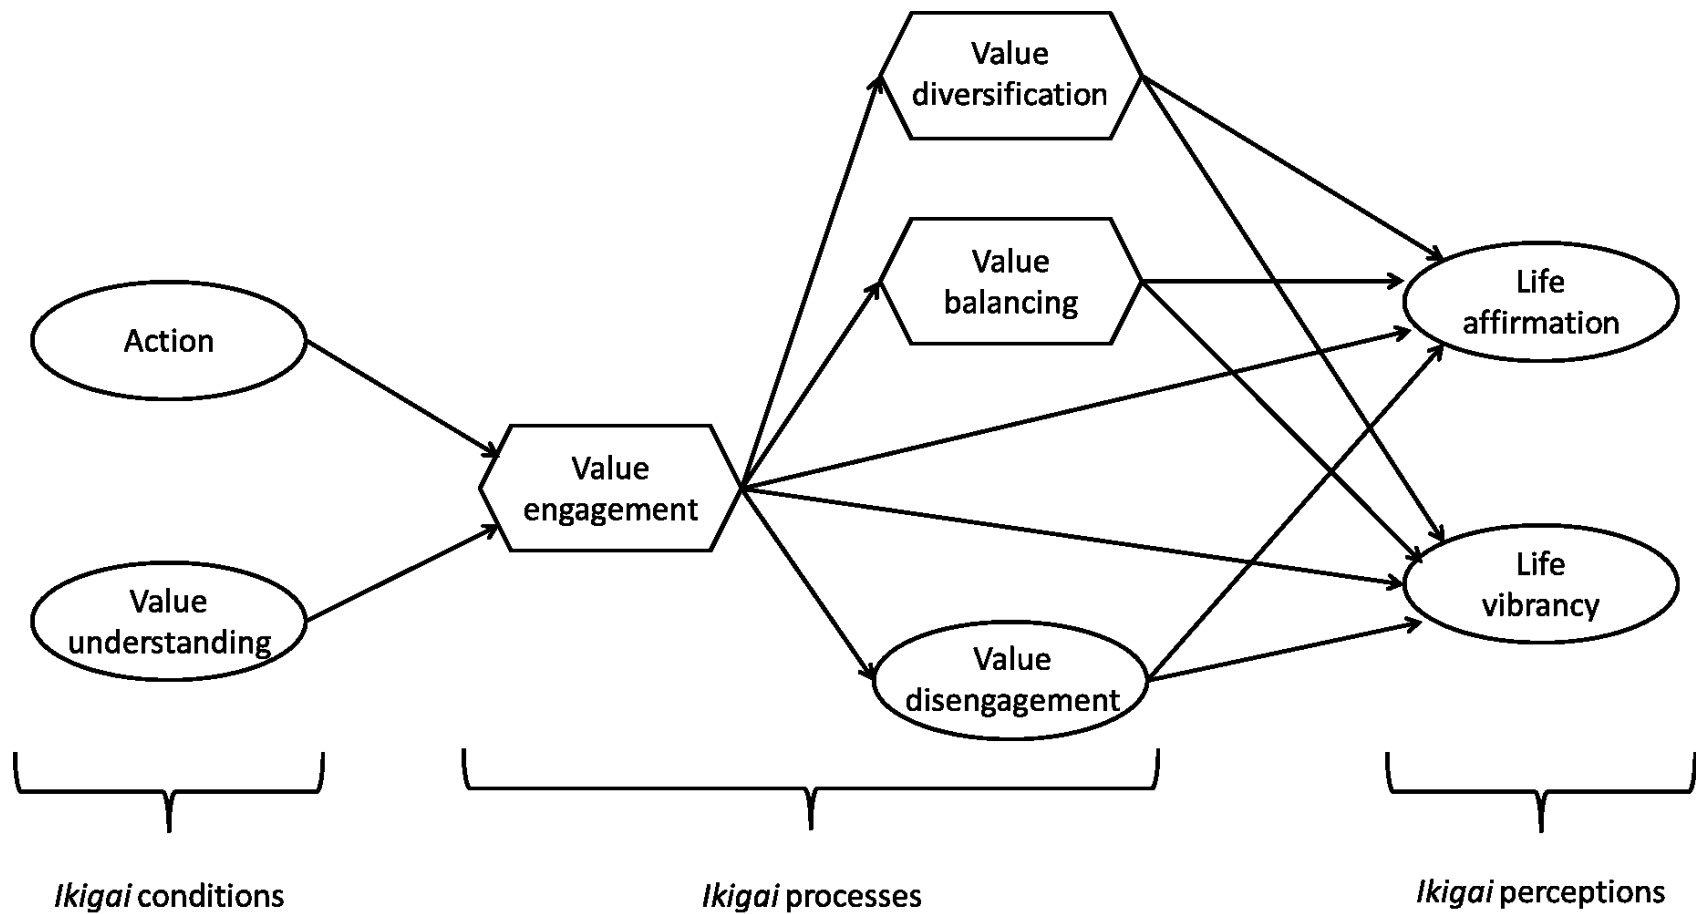 Value
diversification
Value
balancing
Action
Life
affirmation
Value
engagement
Value
understanding
Life
vibrancy
Value
disengagement
Ikigai conditions
Ikigai processes
Ikigai perceptions